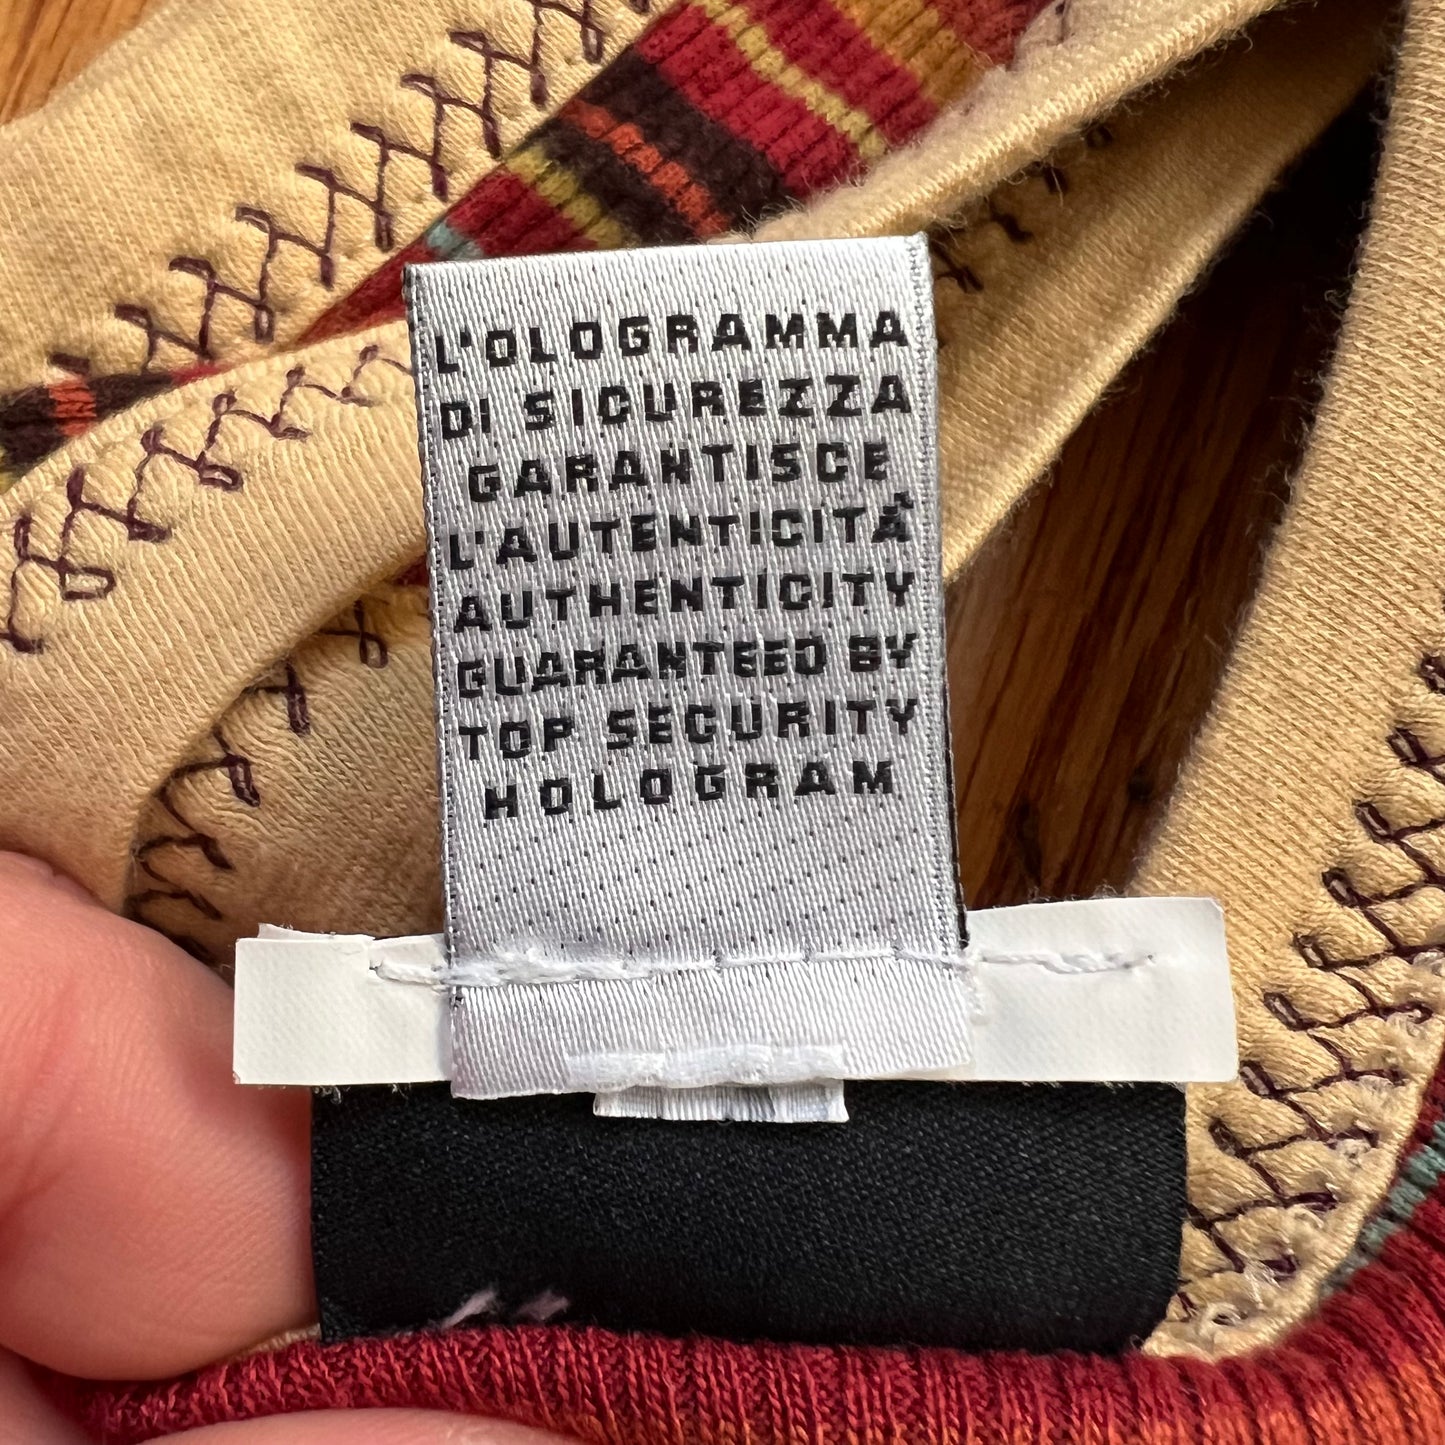 L'OLOGRAMMA
DI SICUREZZA
GARANTISCE
L'AUTENTICITÀ
AUTHENTICITY
GUARANTEED BY
TOP SECURITY
HOLOGRAM